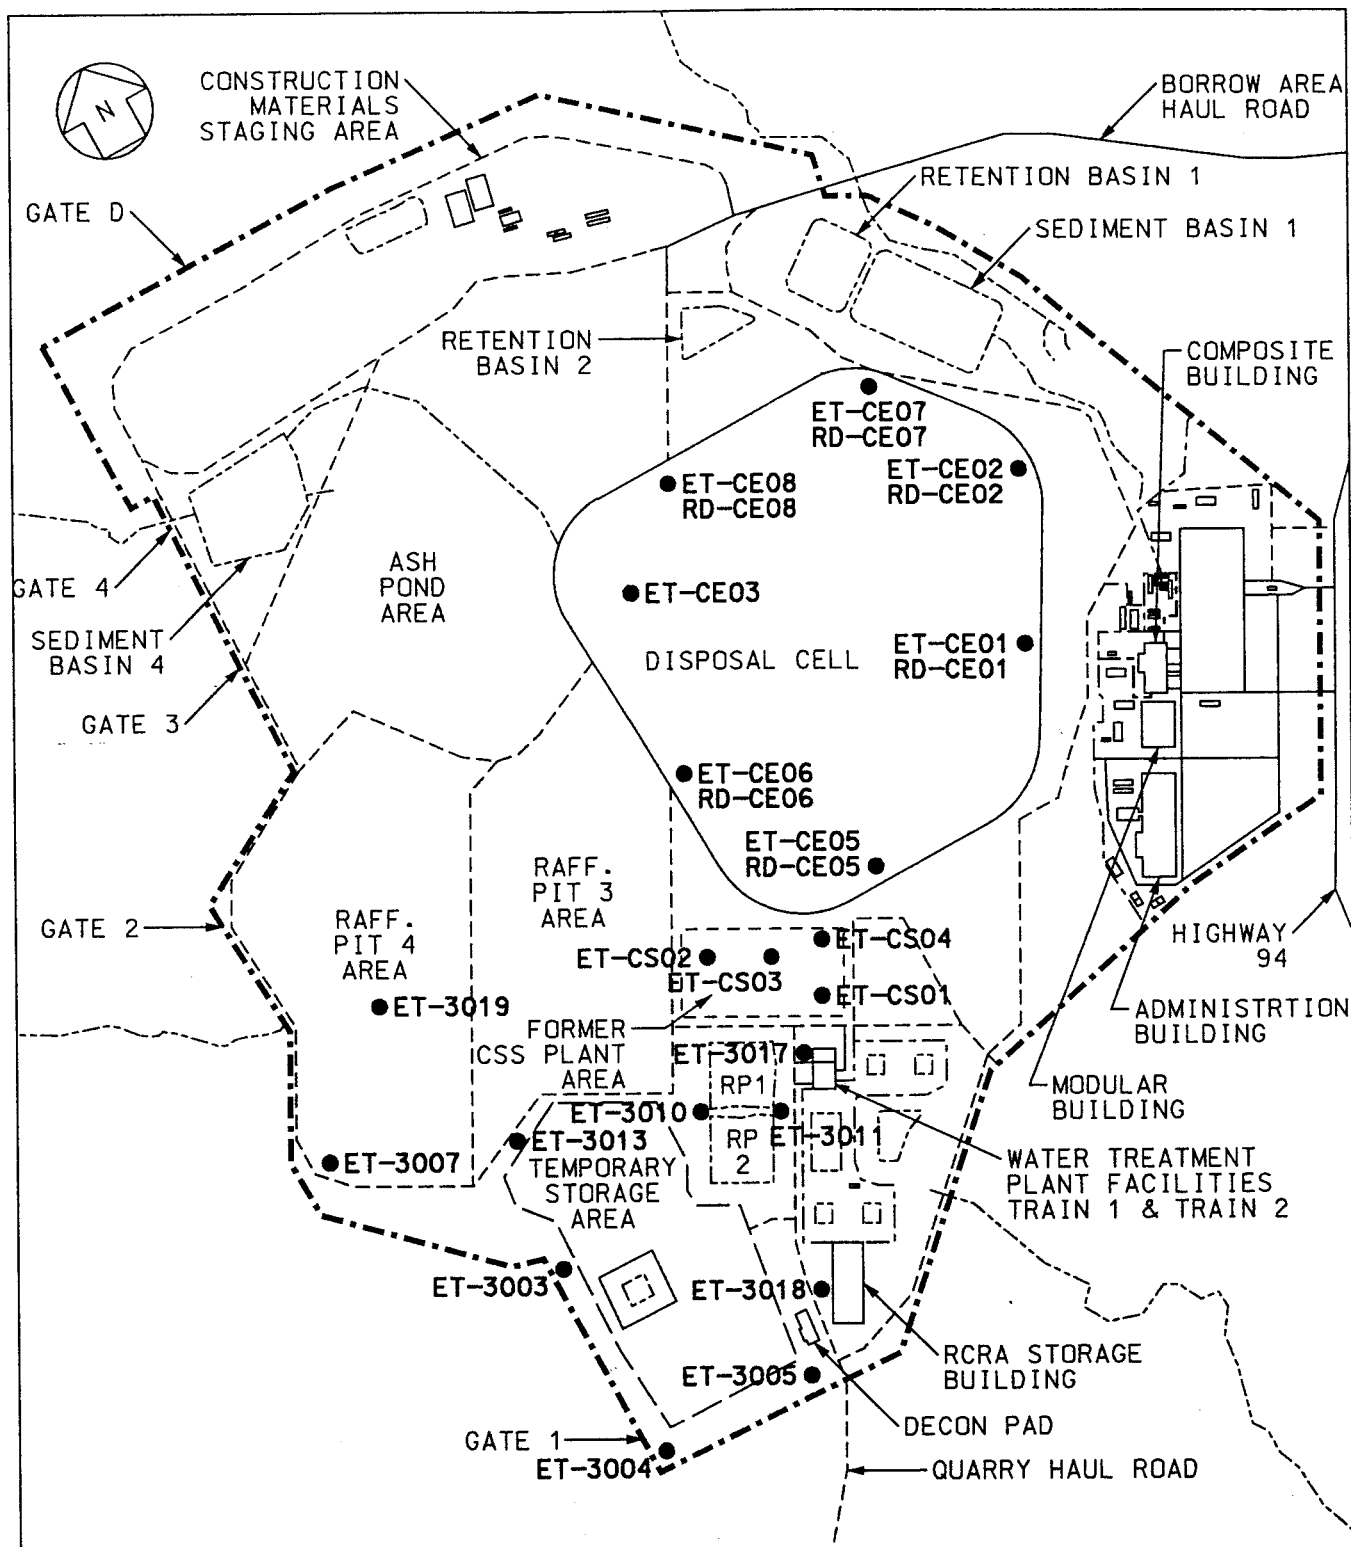 CONSTRUCTION
MATERIALS
STAGING AREA
N
BORROW AREA
HAUL ROAD
RETENTION BASIN 1
GATE D
SEDIMENT BASIN 1
RETENTION
BASIN 2
COMPOSITE
BUILDING
ET-CE07
RD-CE07
ET-CE02
RD-CE02
ET-CE08
RD-CE08
ASH
POND
AREA
GATE 4
ET-CE03
SEDIMENT
BASIN 4
ET-CE01
RD-CE01
DISPOSAL CELL
GATE 3
ET-CE06
RD-CE06
ET-CE05
RD-CE05
RAFF.
PIT 3
AREA
RAFF.
PIT 4
AREA
GATE 2
HIGHWAY
94
ET-CS04
ET-CS02
ET-CS03
ET-CS01
ET-3019
ADMINISTRTION
BUILDING
FORMER
CSS PLANT
AREA
ET-3017
RP1
MODULAR
BUILDING
ET-3010
ET-3011
RP
2
ET-3013
ET-3007
TEMPORARY
STORAGE
AREA
WATER TREATMENT
PLANT FACILITIES
TRAIN 1 & TRAIN 2
ET-3003
ET-3018
RCRA STORAGE
BUILDING
ET-3005
DECON PAD
GATE 1
ET-3004
QUARRY HAUL ROAD